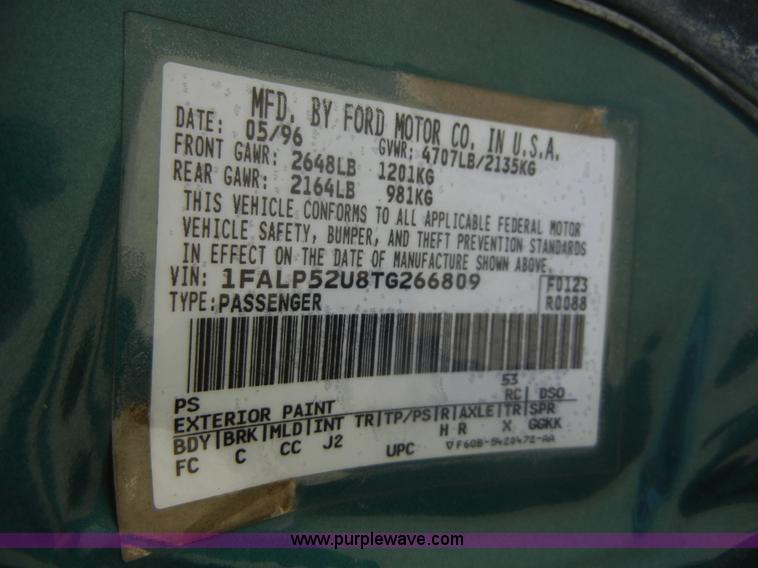 MFD. BY FORD MOTOR CO. IN U.S.A.
DATE: 05/96 GVWR: 4707LB/2135KG
FRONT GAWR: 2648LB 1201KG
REAR GAWR: 2164LB 981KG
THIS VEHICLE CONFORMS TO ALL APPLICABLE FEDERAL MOTOR
VEHICLE SAFETY, BUMPER, AND THEFT PREVENTION STANDARDS
IN EFFECT ON THE DATE OF MANUFACTURE SHOWN ABOVE.
VIN: 1FALP52U8TG266809 F0123
TYPE: PASSENGER R0088
53
PS RC DSO
EXTERIOR PAINT
BDY BRK MLD INT TR TP/PS R AXLE TR SPR
FC C CC J2 UPC H R X GGKK
F60B-5420472-AA
www.purplewave.com